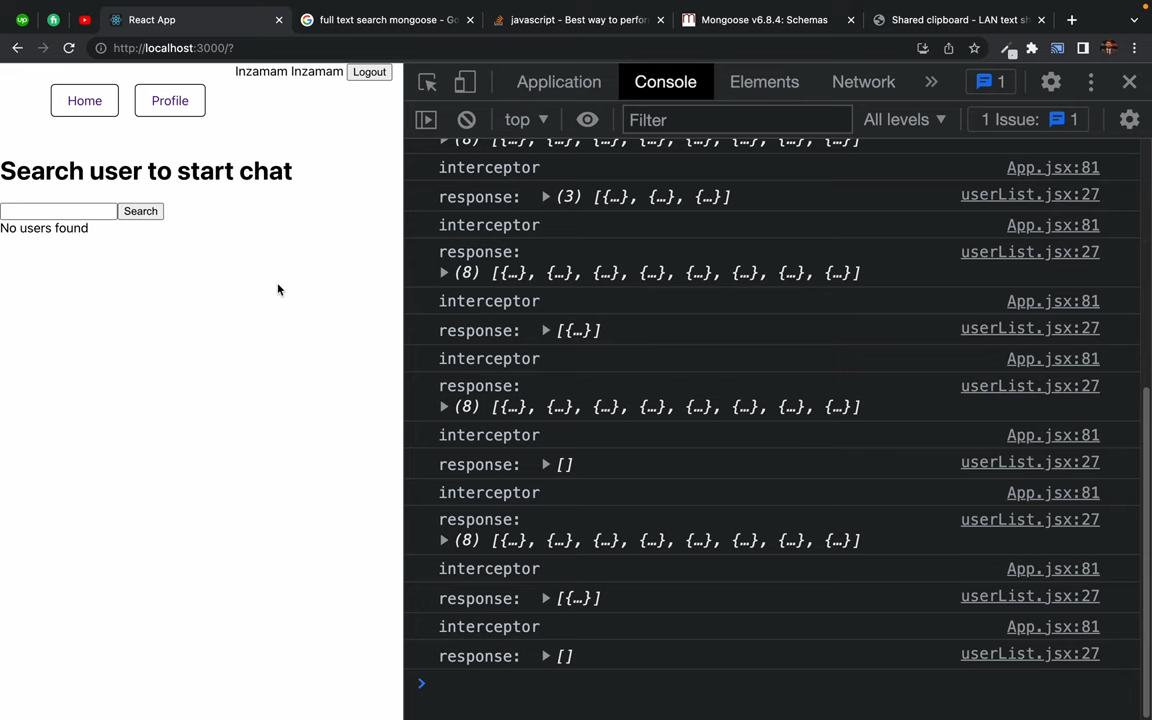 React App
full text search mongoose - Go
javascript - Best way to perfor
Mongoose v6.8.4: Schemas
Shared clipboard - LAN text sh
http://localhost:3000/?
Inzamam Inzamam Logout
Home Profile
Search user to start chat
Search
No users found
Application Console Elements Network 1
top Filter All levels 1 Issue: 1
(8) [{…}, {…}, {…}, {…}, {…}, {…}, {…}, {…}]
interceptor App.jsx:81
response: (3) [{…}, {…}, {…}] userList.jsx:27
interceptor App.jsx:81
response: userList.jsx:27
(8) [{…}, {…}, {…}, {…}, {…}, {…}, {…}, {…}]
interceptor App.jsx:81
response: [{…}] userList.jsx:27
interceptor App.jsx:81
response: userList.jsx:27
(8) [{…}, {…}, {…}, {…}, {…}, {…}, {…}, {…}]
interceptor App.jsx:81
response: [] userList.jsx:27
interceptor App.jsx:81
response: userList.jsx:27
(8) [{…}, {…}, {…}, {…}, {…}, {…}, {…}, {…}]
interceptor App.jsx:81
response: [{…}] userList.jsx:27
interceptor App.jsx:81
response: [] userList.jsx:27